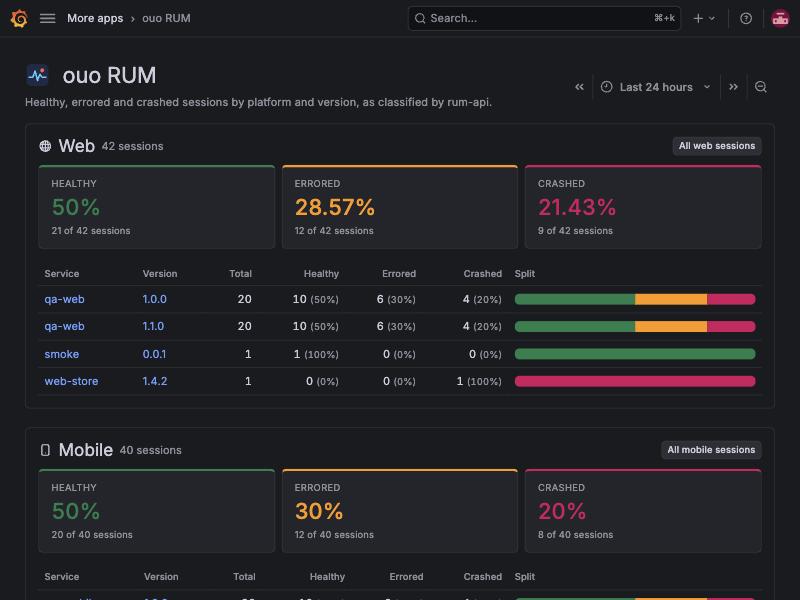 More apps › ouo RUM
Search... ⌘+k
ouo RUM
Last 24 hours
Healthy, errored and crashed sessions by platform and version, as classified by rum-api.
Web 42 sessions All web sessions
HEALTHY ERRORED CRASHED
50% 28.57% 21.43%
21 of 42 sessions 12 of 42 sessions 9 of 42 sessions
Service Version Total Healthy Errored Crashed Split
qa-web 1.0.0 20 10 (50%) 6 (30%) 4 (20%)
qa-web 1.1.0 20 10 (50%) 6 (30%) 4 (20%)
smoke 0.0.1 1 1 (100%) 0 (0%) 0 (0%)
web-store 1.4.2 1 0 (0%) 0 (0%) 1 (100%)
Mobile 40 sessions All mobile sessions
HEALTHY ERRORED CRASHED
50% 30% 20%
20 of 40 sessions 12 of 40 sessions 8 of 40 sessions
Service Version Total Healthy Errored Crashed Split